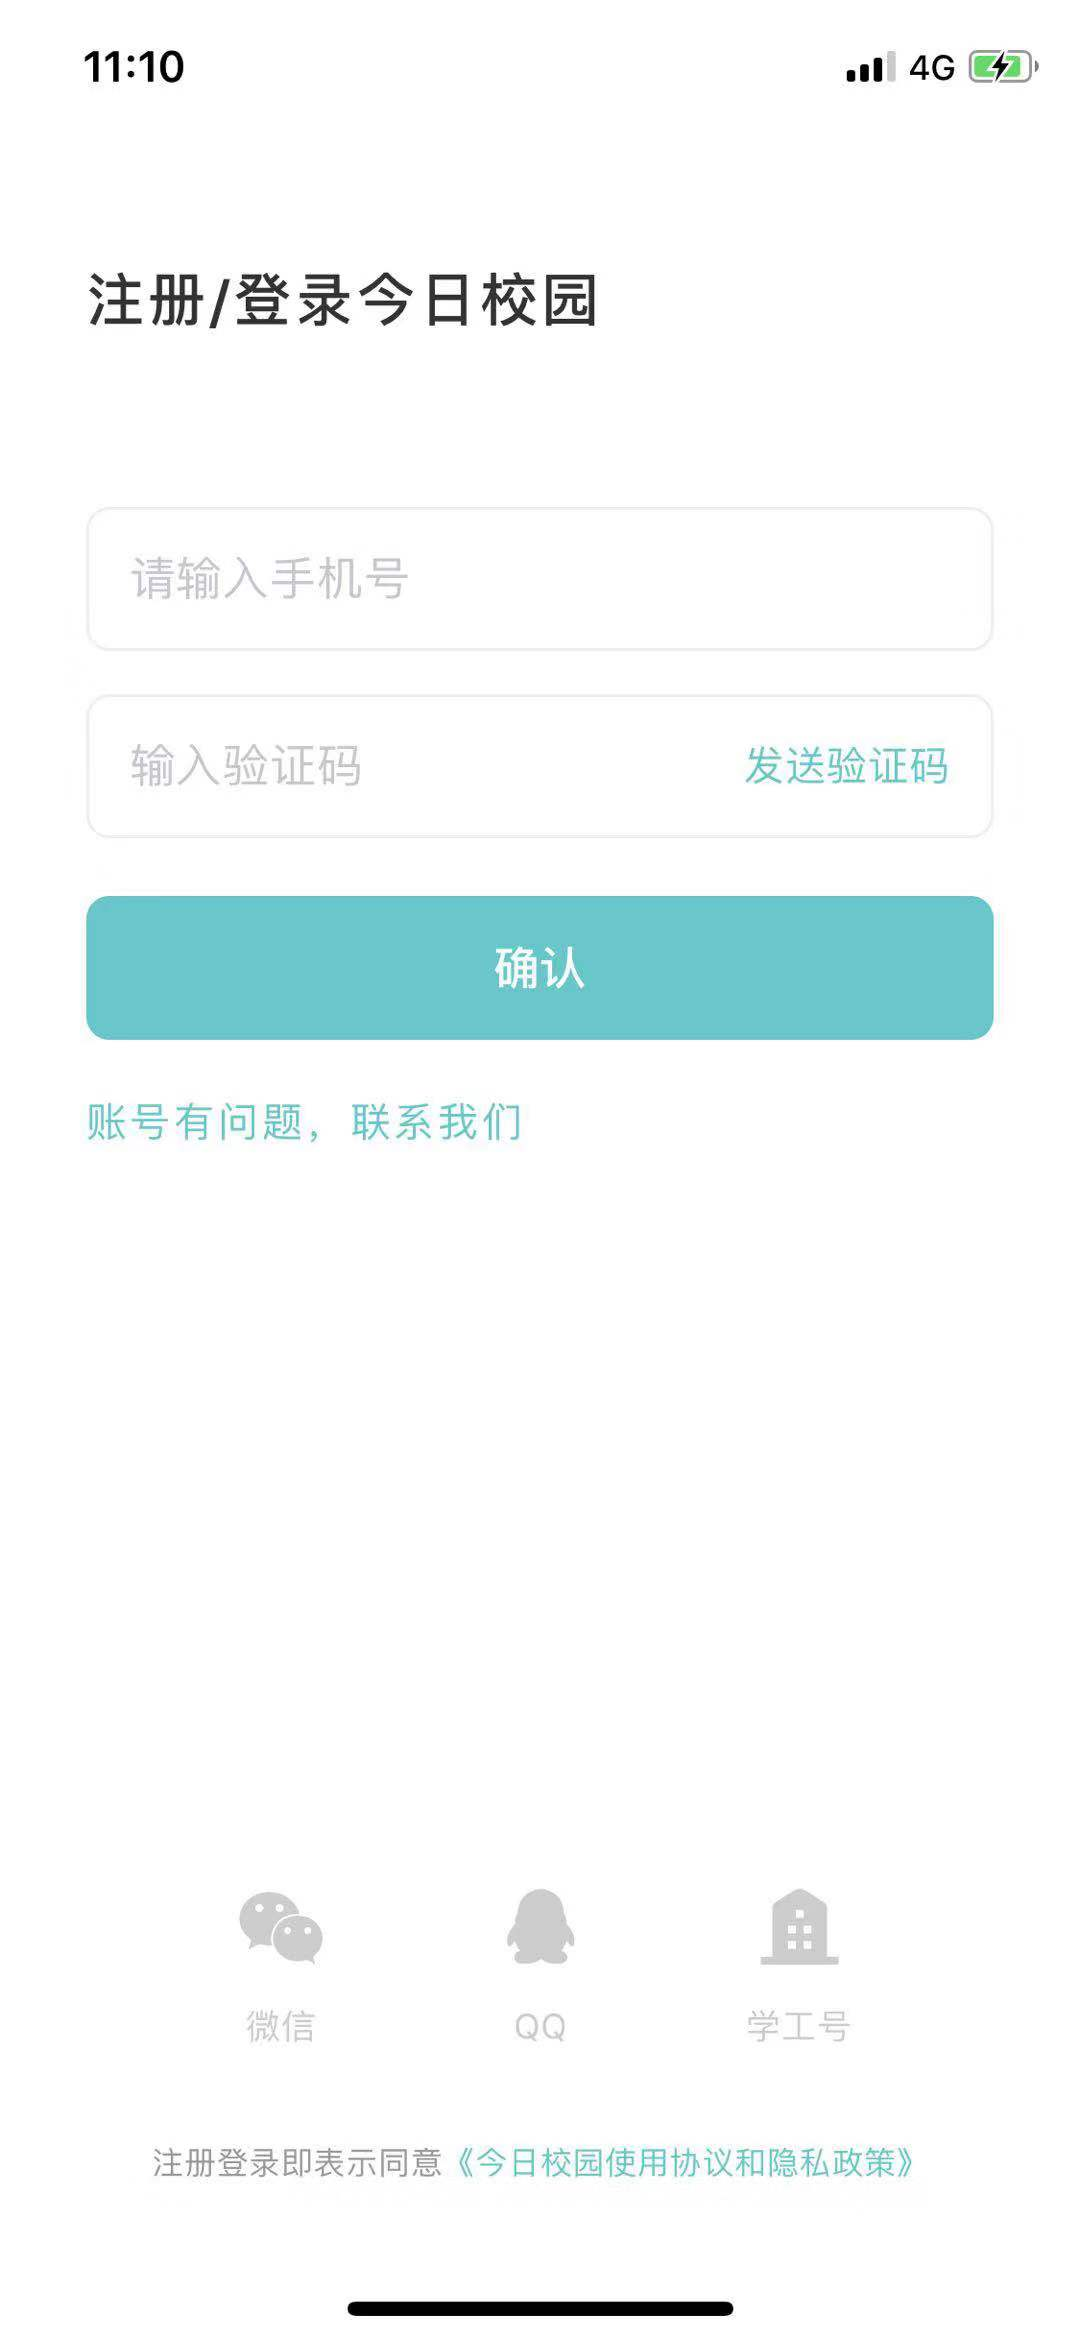 11:10 4G
注册/登录今日校园
请输入手机号
输入验证码 发送验证码
确认
账号有问题，联系我们
微信 QQ 学工号
注册登录即表示同意《今日校园使用协议和隐私政策》